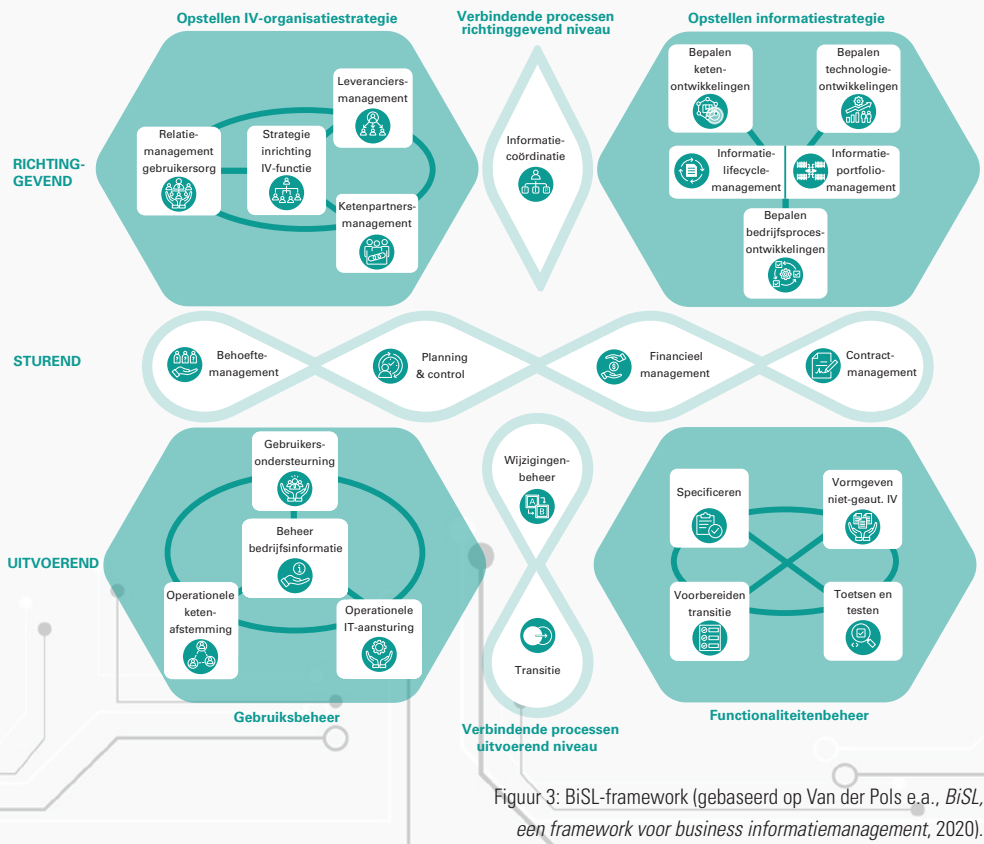 Opstellen IV-organisatiestrategie
Verbindende processen
richtinggevend niveau
Opstellen informatiestrategie
RICHTING-
GEVEND
Leveranciers-
management
Relatie-
management
gebruikersorg
Strategie
inrichting
IV-functie
Ketenpartners-
management
Informatie-
coördinatie
Bepalen
keten-
ontwikkelingen
Bepalen
technologie-
ontwikkelingen
Informatie-
lifecycle-
management
Informatie-
portfolio-
management
Bepalen
bedrijfsproces-
ontwikkelingen
STUREND
Behoefte-
management
Planning
& control
Financieel
management
Contract-
management
UITVOEREND
Gebruikers-
ondersteurning
Beheer
bedrijfsinformatie
Operationele
keten-
afstemming
Operationele
IT-aansturing
Gebruiksbeheer
Wijzigingen-
beheer
A
B
Transitie
Verbindende processen
uitvoerend niveau
Specificeren
Vormgeven
niet-geaut. IV
Voorbereiden
transitie
Toetsen en
testen
Functionaliteitenbeheer
Figuur 3: BiSL-framework (gebaseerd op Van der Pols e.a., BiSL,
een framework voor business informatiemanagement, 2020).